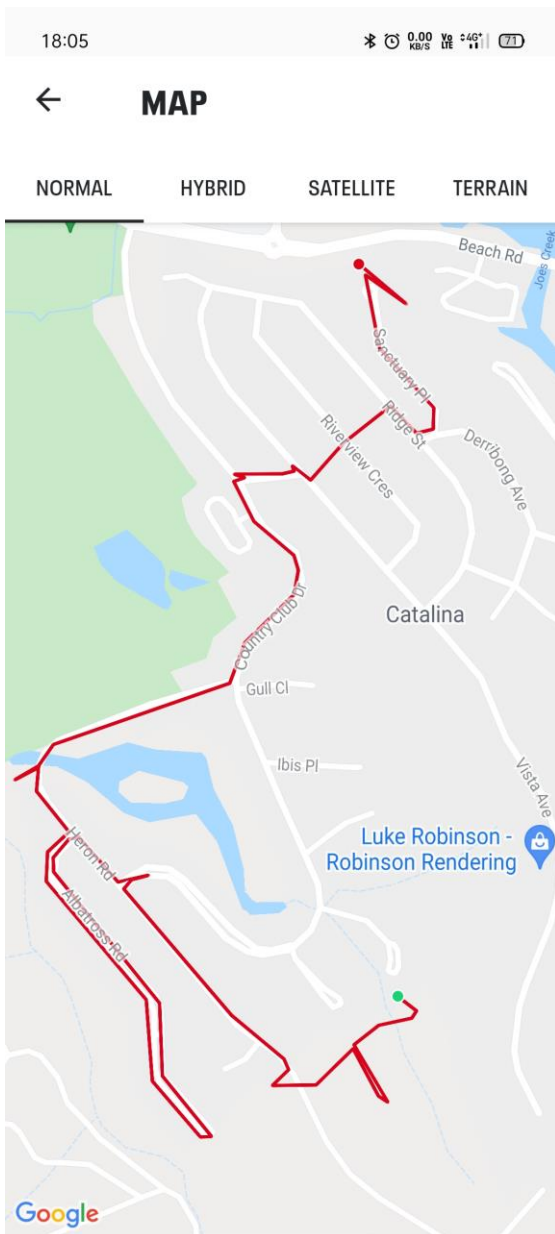 18:05
0.00 KB/S Vo LTE 4G+ 71
MAP
NORMAL HYBRID SATELLITE TERRAIN
Beach Rd
Joes Creek
Sanctuary Pl
Ridge St
Riverview Cres
Derribong Ave
Catalina
Country Club Dr
Gull Cl
Ibis Pl
Vista Ave
Luke Robinson -
Robinson Rendering
Heron Rd
Albatross Rd
Google